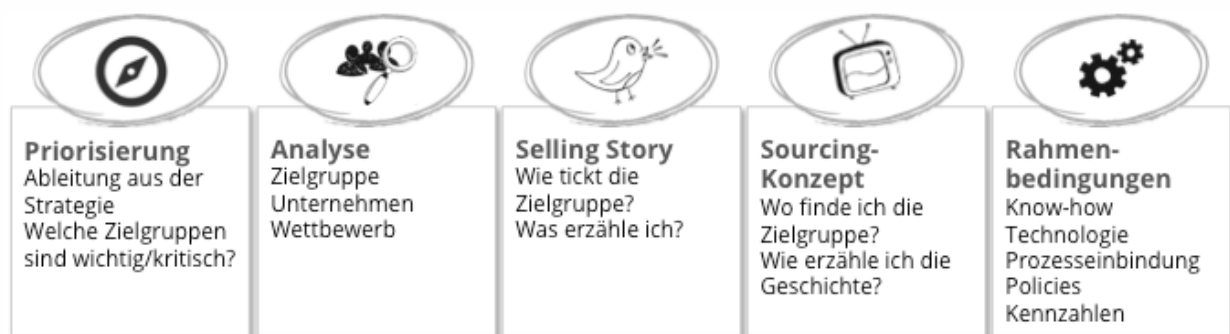 Priorisierung
Ableitung aus der
Strategie
Welche Zielgruppen
sind wichtig/kritisch?
Analyse
Zielgruppe
Unternehmen
Wettbewerb
Selling Story
Wie tickt die
Zielgruppe?
Was erzähle ich?
Sourcing-
Konzept
Wo finde ich die
Zielgruppe?
Wie erzähle ich die
Geschichte?
Rahmen-
bedingungen
Know-how
Technologie
Prozesseinbindung
Policies
Kennzahlen